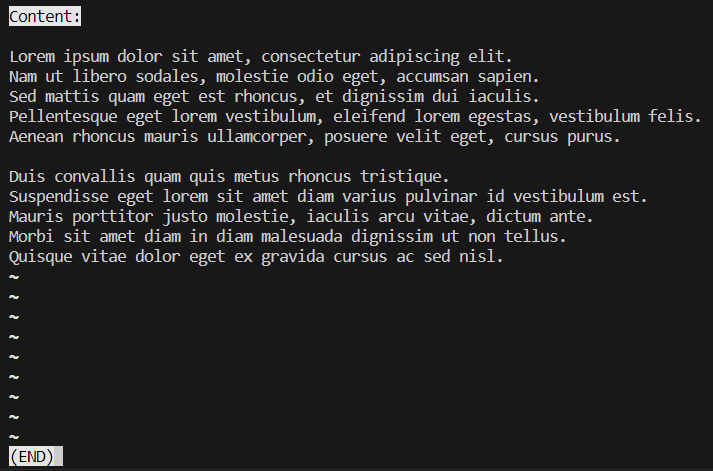 Content:

Lorem ipsum dolor sit amet, consectetur adipiscing elit.
Nam ut libero sodales, molestie odio eget, accumsan sapien.
Sed mattis quam eget est rhoncus, et dignissim dui iaculis.
Pellentesque eget lorem vestibulum, eleifend lorem egestas, vestibulum felis.
Aenean rhoncus mauris ullamcorper, posuere velit eget, cursus purus.

Duis convallis quam quis metus rhoncus tristique.
Suspendisse eget lorem sit amet diam varius pulvinar id vestibulum est.
Mauris porttitor justo molestie, iaculis arcu vitae, dictum ante.
Morbi sit amet diam in diam malesuada dignissim ut non tellus.
Quisque vitae dolor eget ex gravida cursus ac sed nisl.
~
~
~
~
~
~
~
~
~
(END)